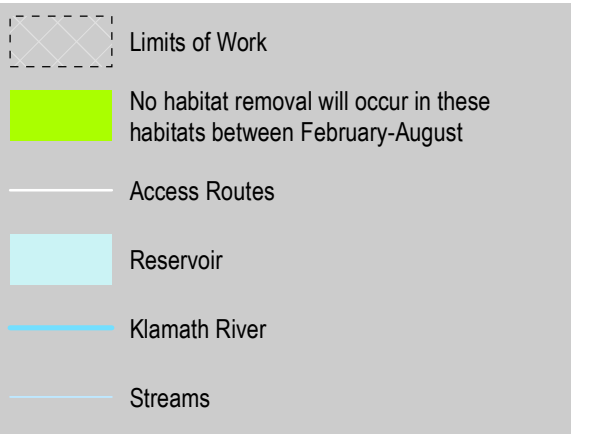 Limits of Work
No habitat removal will occur in these
habitats between February-August
Access Routes
Reservoir
Klamath River
Streams